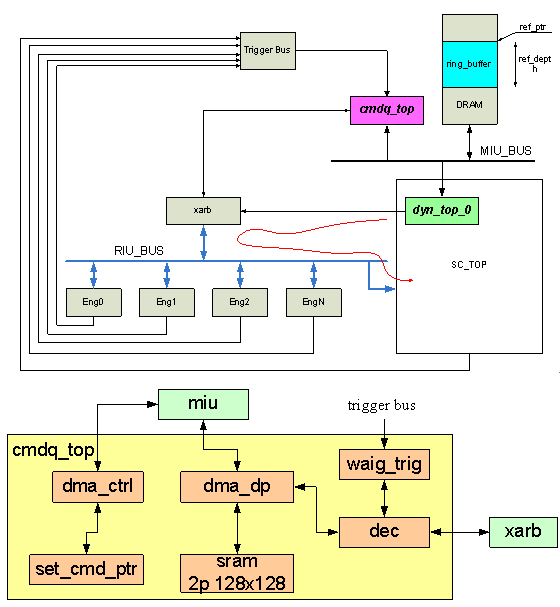 ref_ptr
Trigger Bus
ring_buffer
ref_dept
h
cmdq_top
DRAM
MIU_BUS
xarb
dyn_top_0
RIU_BUS
SC_TOP
Eng0
Eng1
Eng2
EngN
miu
trigger bus
cmdq_top
waig_trig
dma_ctrl
dma_dp
dec
xarb
set_cmd_ptr
sram
2p 128x128